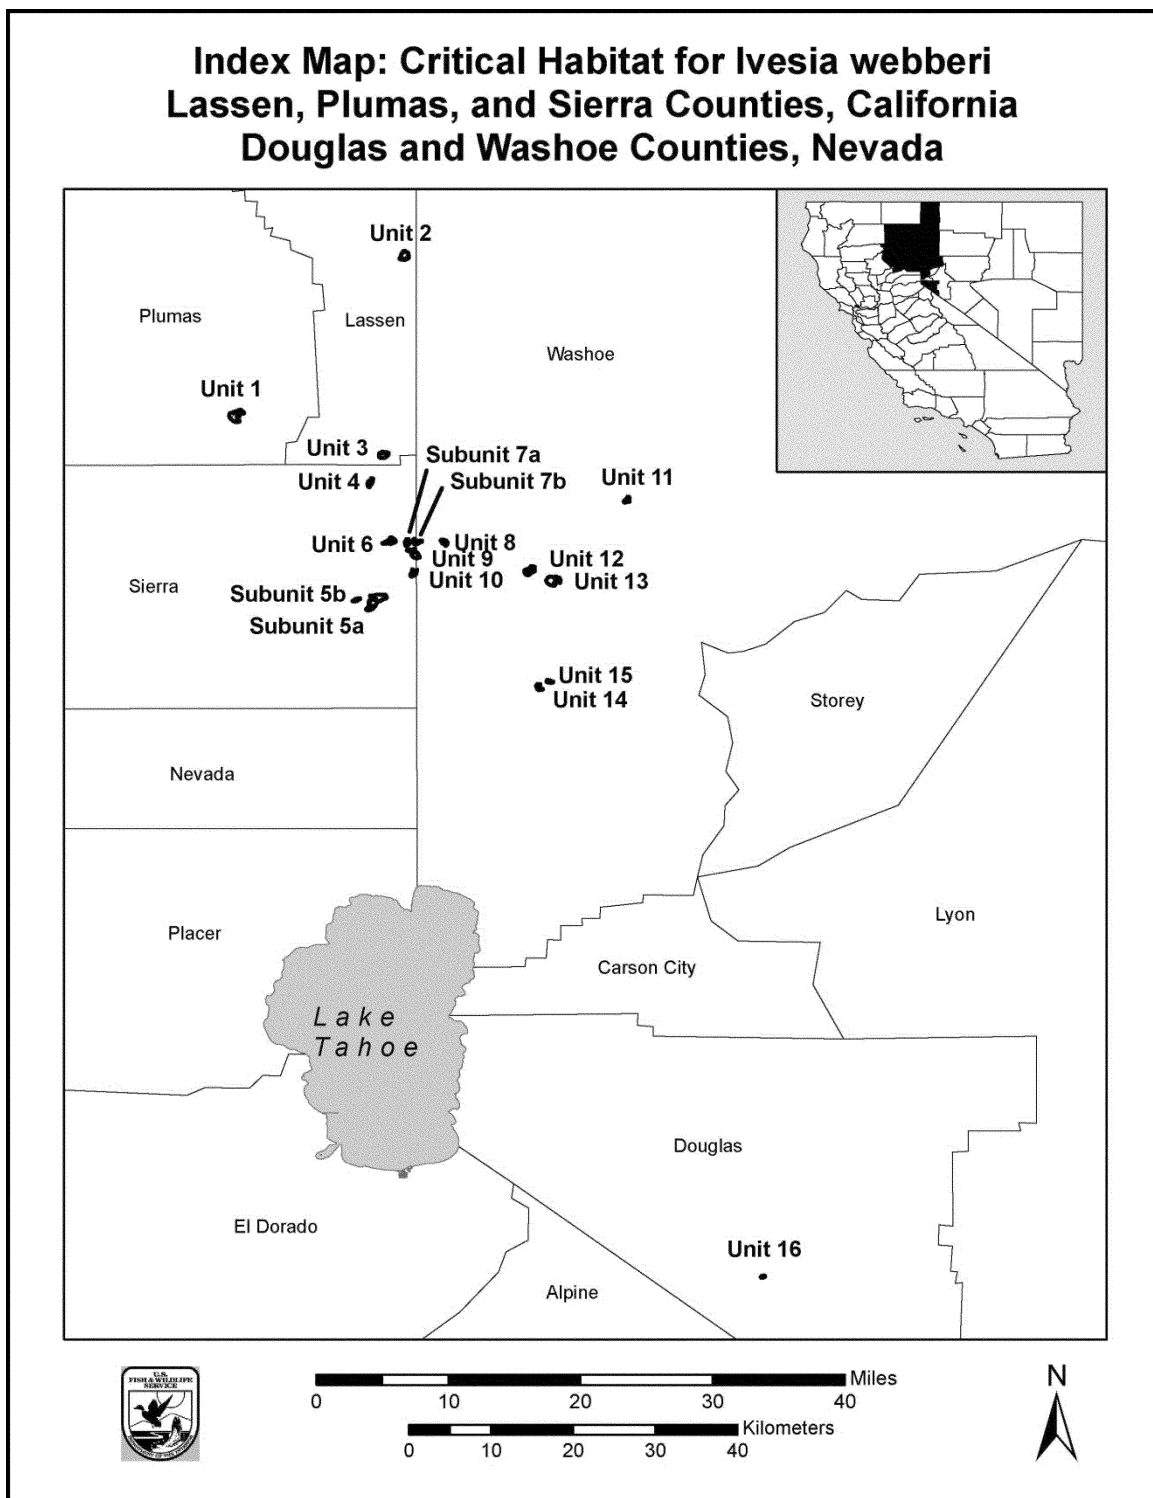 Index Map: Critical Habitat for Ivesia webberi
Lassen, Plumas, and Sierra Counties, California
Douglas and Washoe Counties, Nevada
Unit 2
Plumas
Lassen
Washoe
Unit 1
Unit 3
Subunit 7a
Unit 4
Subunit 7b
Unit 11
Unit 6
Unit 8
Unit 9
Unit 12
Unit 10
Unit 13
Sierra
Subunit 5b
Subunit 5a
Unit 15
Unit 14
Storey
Nevada
Placer
Lyon
Carson City
Lake
Tahoe
Douglas
El Dorado
Unit 16
Alpine
U.S.
FISH & WILDLIFE
SERVICE
Miles
0 10 20 30 40
Kilometers
0 10 20 30 40
N